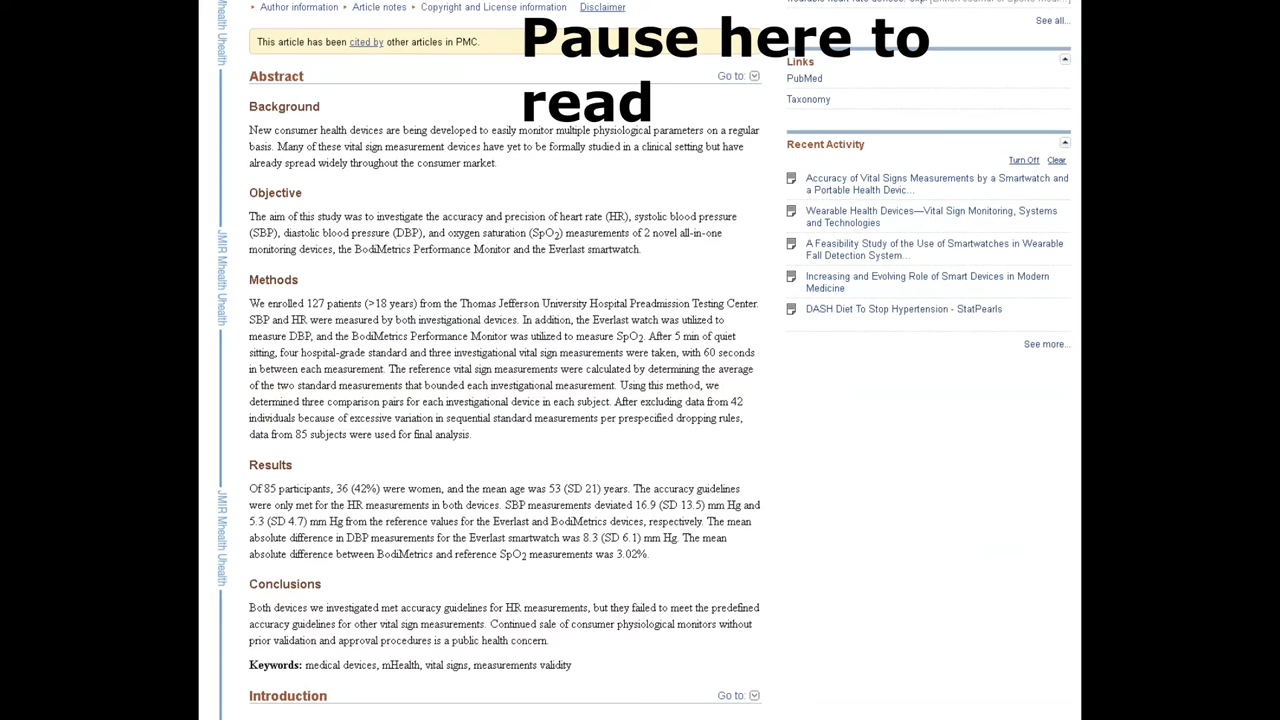 JMIR Mhealth Uhealth
JMIR Mhealth Uhealth
Mhealth Uhealth
Author information ▸ Article notes ▸ Copyright and License information Disclaimer
This article has been cited by other articles in PMC.
Pause here to
read
Abstract Go to:
Background
New consumer health devices are being developed to easily monitor multiple physiological parameters on a regular
basis. Many of these vital sign measurement devices have yet to be formally studied in a clinical setting but have
already spread widely throughout the consumer market.
Objective
The aim of this study was to investigate the accuracy and precision of heart rate (HR), systolic blood pressure
(SBP), diastolic blood pressure (DBP), and oxygen saturation (SpO2) measurements of 2 novel all-in-one
monitoring devices, the BodiMetrics Performance Monitor and the Everlast smartwatch.
Methods
We enrolled 127 patients (>18 years) from the Thomas Jefferson University Hospital Preadmission Testing Center.
SBP and HR were measured by both investigational devices. In addition, the Everlast watch was utilized to
measure DBP, and the BodiMetrics Performance Monitor was utilized to measure SpO2. After 5 min of quiet
sitting, four hospital-grade standard and three investigational vital sign measurements were taken, with 60 seconds
in between each measurement. The reference vital sign measurements were calculated by determining the average
of the two standard measurements that bounded each investigational measurement. Using this method, we
determined three comparison pairs for each investigational device in each subject. After excluding data from 42
individuals because of excessive variation in sequential standard measurements per prespecified dropping rules,
data from 85 subjects were used for final analysis.
Results
Of 85 participants, 36 (42%) were women, and the mean age was 53 (SD 21) years. The accuracy guidelines
were only met for the HR measurements in both devices. SBP measurements deviated 16.9 (SD 13.5) mm Hg and
5.3 (SD 4.7) mm Hg from the reference values for the Everlast and BodiMetrics devices, respectively. The mean
absolute difference in DBP measurements for the Everlast smartwatch was 8.3 (SD 6.1) mm Hg. The mean
absolute difference between BodiMetrics and reference SpO2 measurements was 3.02%.
Conclusions
Both devices we investigated met accuracy guidelines for HR measurements, but they failed to meet the predefined
accuracy guidelines for other vital sign measurements. Continued sale of consumer physiological monitors without
prior validation and approval procedures is a public health concern.
Keywords: medical devices, mHealth, vital signs, measurements validity
Introduction Go to:
See all...
Links
PubMed
Taxonomy
Recent Activity
Turn Off Clear
Accuracy of Vital Signs Measurements by a Smartwatch and
a Portable Health Devic...
Wearable Health Devices—Vital Sign Monitoring, Systems
and Technologies
A Feasibility Study of the Use of Smartwatches in Wearable
Fall Detection System...
Increasing and Evolving Role of Smart Devices in Modern
Medicine
DASH Diet To Stop Hypertension - StatPearls
See more...